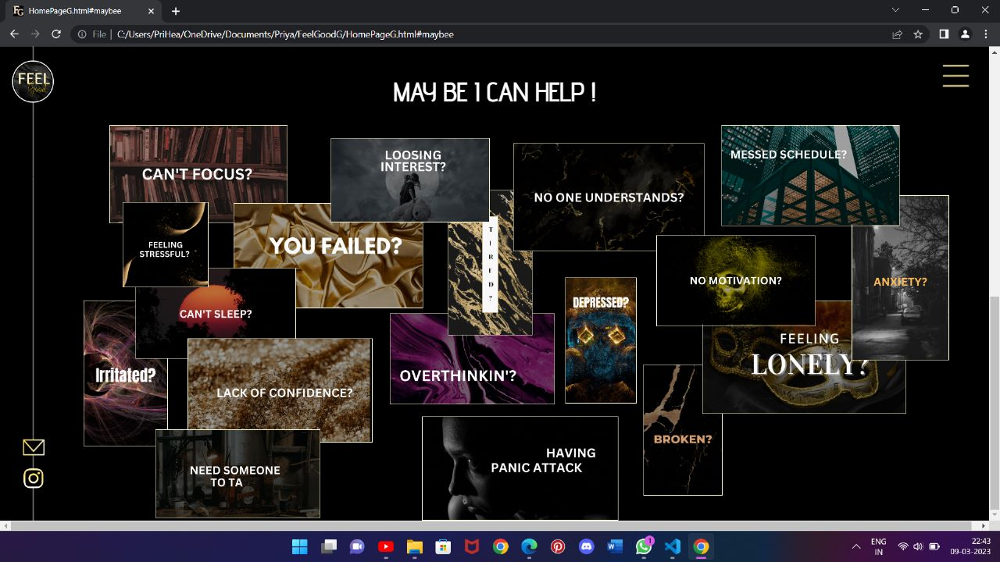 HomePageG.html#maybee
File
C:/Users/PriHea/OneDrive/Documents/Priya/FeelGoodG/HomePageG.html#maybee
FEEL
Good
MAY BE I CAN HELP !
CAN'T FOCUS?
LOOSING
INTEREST?
NO ONE UNDERSTANDS?
MESSED SCHEDULE?
FEELING
STRESSFUL?
YOU FAILED?
TIRED?
NO MOTIVATION?
ANXIETY?
CAN'T SLEEP?
DEPRESSED?
FEELING
LONELY?
Irritated?
LACK OF CONFIDENCE?
OVERTHINKIN'?
BROKEN?
NEED SOMEONE
TO TA
HAVING
PANIC ATTACK
1
ENG
IN
22:43
09-03-2023